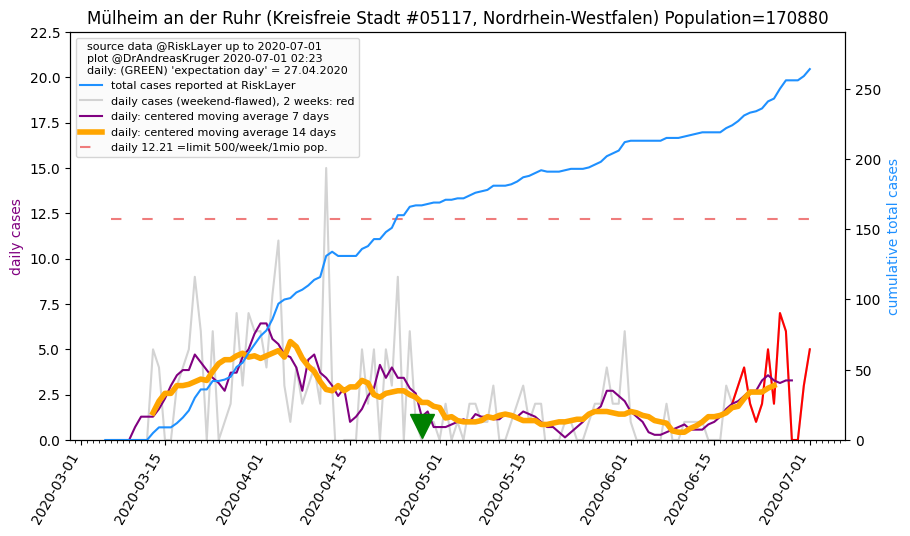 Mülheim an der Ruhr (Kreisfreie Stadt #05117, Nordrhein-Westfalen) Population=170880
source data @RiskLayer up to 2020-07-01
plot @DrAndreasKruger 2020-07-01 02:23
daily: (GREEN) 'expectation day' = 27.04.2020
total cases reported at RiskLayer
daily cases (weekend-flawed), 2 weeks: red
daily: centered moving average 7 days
daily: centered moving average 14 days
daily 12.21 =limit 500/week/1mio pop.
daily cases
22.5
20.0
17.5
15.0
12.5
10.0
7.5
5.0
2.5
0.0
cumulative total cases
250
200
150
100
50
0
2020-03-01
2020-03-15
2020-04-01
2020-04-15
2020-05-01
2020-05-15
2020-06-01
2020-06-15
2020-07-01